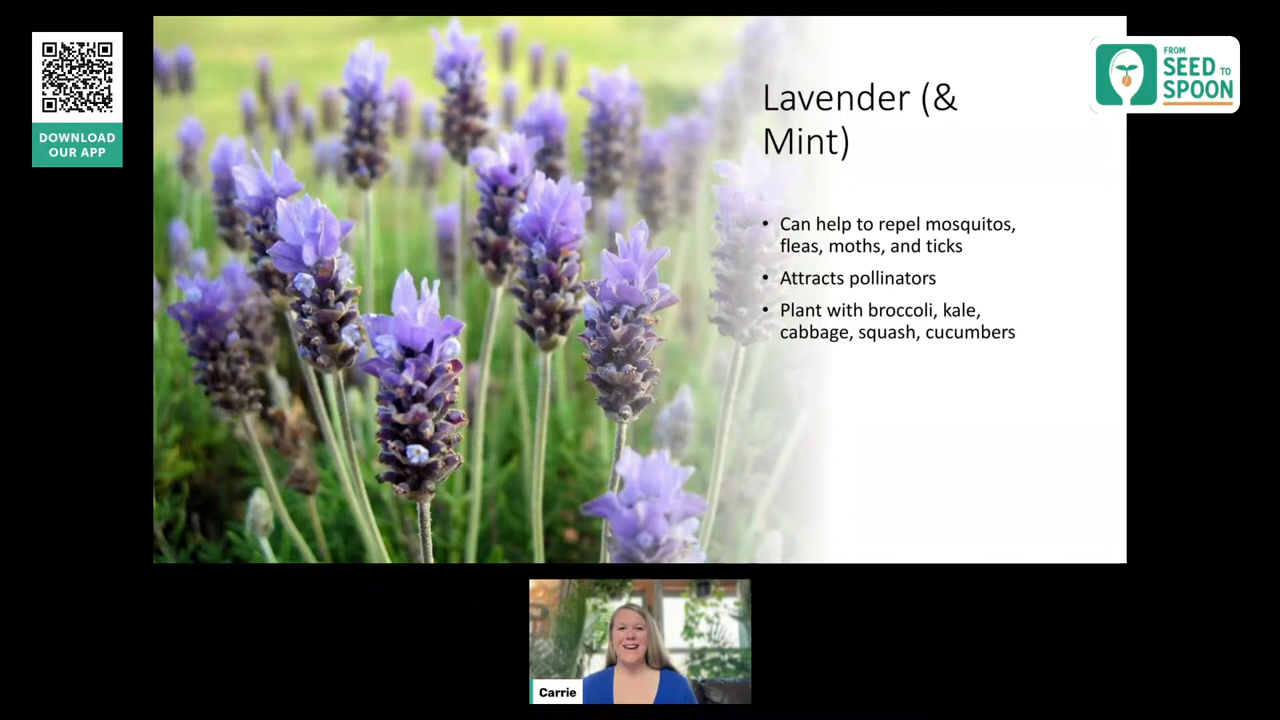 DOWNLOAD
OUR APP
FROM
SEED TO
SPOON
Lavender (&
Mint)
• Can help to repel mosquitos,
fleas, moths, and ticks
• Attracts pollinators
• Plant with broccoli, kale,
cabbage, squash, cucumbers
Carrie